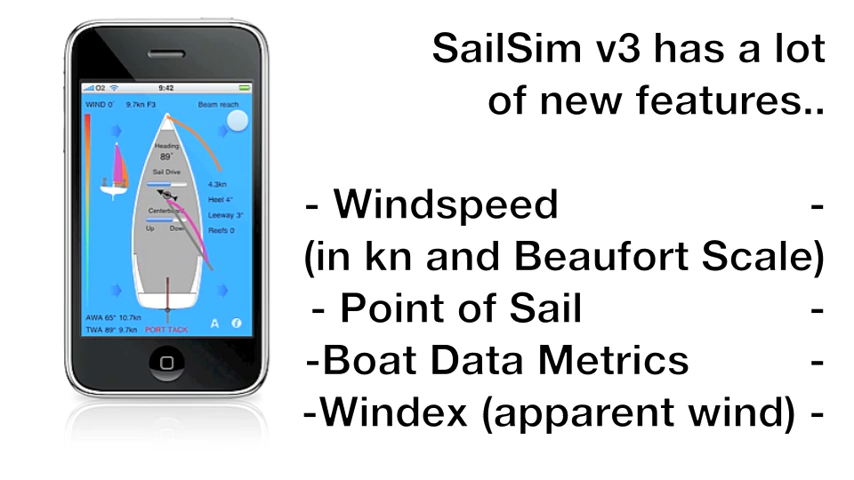 SailSim v3 has a lot
of new features..
- Windspeed -
(in kn and Beaufort Scale)
- Point of Sail -
-Boat Data Metrics -
-Windex (apparent wind) -
O2 9:42
WIND 0° 9.7kn F3 Beam reach
Heading
89°
Sail Drive
4.3kn
Heel 4°
Centerboard
Leeway 3°
Up Down
Reefs 0
AWA 65° 10.7kn
TWA 89° 9.7kn PORT TACK
A i